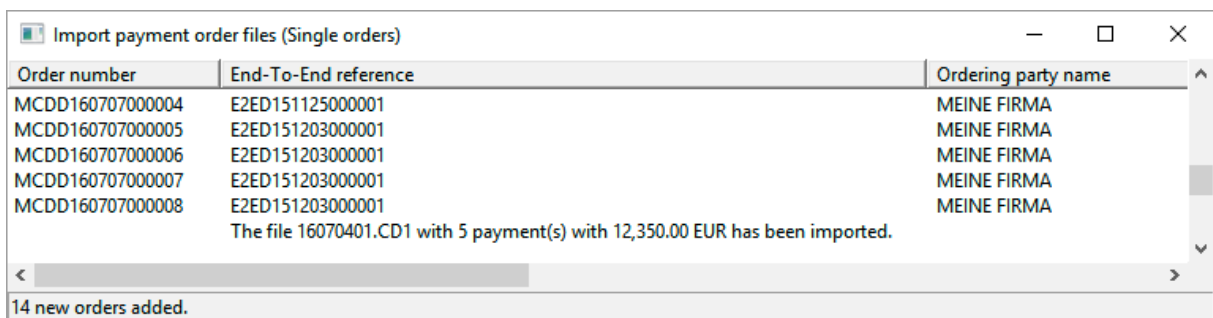 Import payment order files (Single orders)
Order number End-To-End reference Ordering party name
MCDD160707000004 E2ED151125000001 MEINE FIRMA
MCDD160707000005 E2ED151203000001 MEINE FIRMA
MCDD160707000006 E2ED151203000001 MEINE FIRMA
MCDD160707000007 E2ED151203000001 MEINE FIRMA
MCDD160707000008 E2ED151203000001 MEINE FIRMA
The file 16070401.CD1 with 5 payment(s) with 12,350.00 EUR has been imported.
14 new orders added.